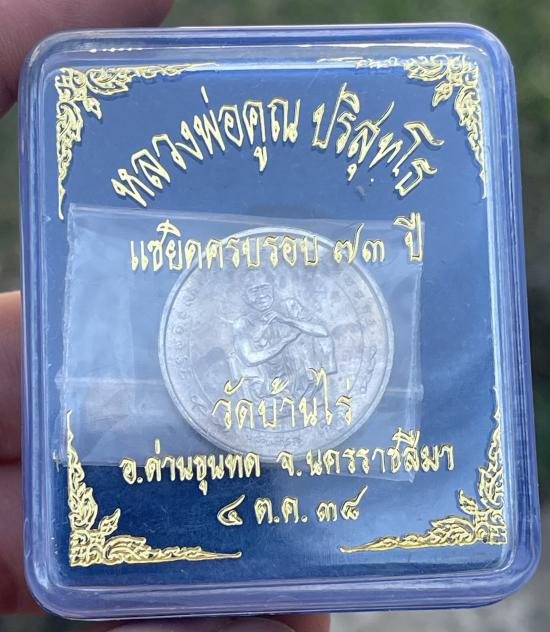 หลวงพ่อคูณ ปริสุทฺโธ
แซยิดครบรอบ ๗๓ ปี
วัดบ้านไร่
อ.ด่านขุนทด จ.นครราชสีมา
๔ ต.ค. ๓๘